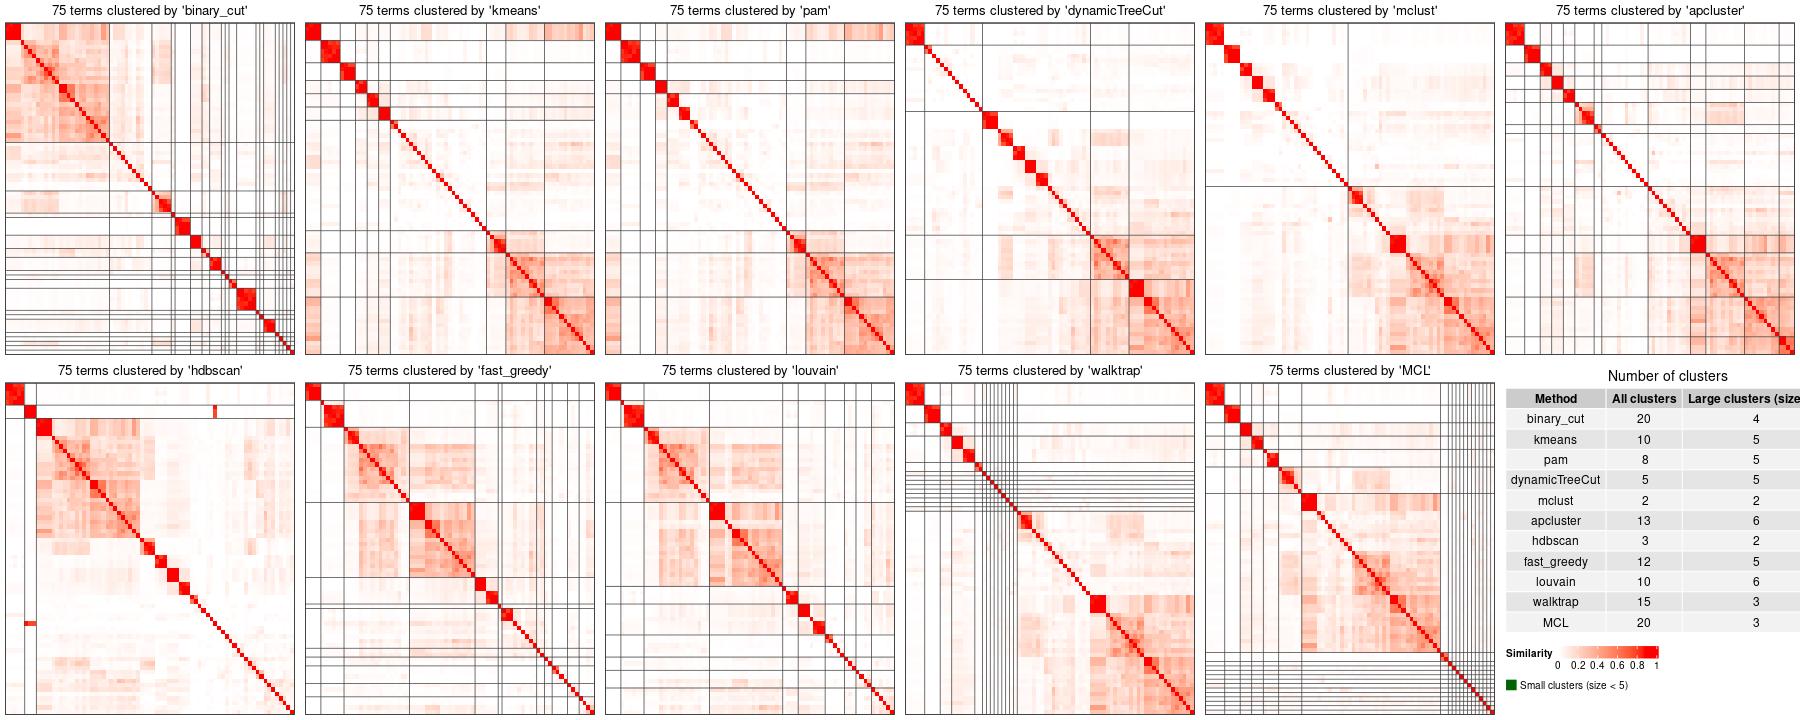 75 terms clustered by 'binary_cut'
75 terms clustered by 'kmeans'
75 terms clustered by 'pam'
75 terms clustered by 'dynamicTreeCut'
75 terms clustered by 'mclust'
75 terms clustered by 'apcluster'
75 terms clustered by 'hdbscan'
75 terms clustered by 'fast_greedy'
75 terms clustered by 'louvain'
75 terms clustered by 'walktrap'
75 terms clustered by 'MCL'
Number of clusters
Method All clusters Large clusters (size
binary_cut 20 4
kmeans 10 5
pam 8 5
dynamicTreeCut 5 5
mclust 2 2
apcluster 13 6
hdbscan 3 2
fast_greedy 12 5
louvain 10 6
walktrap 15 3
MCL 20 3
Similarity
0 0.2 0.4 0.6 0.8 1
Small clusters (size < 5)